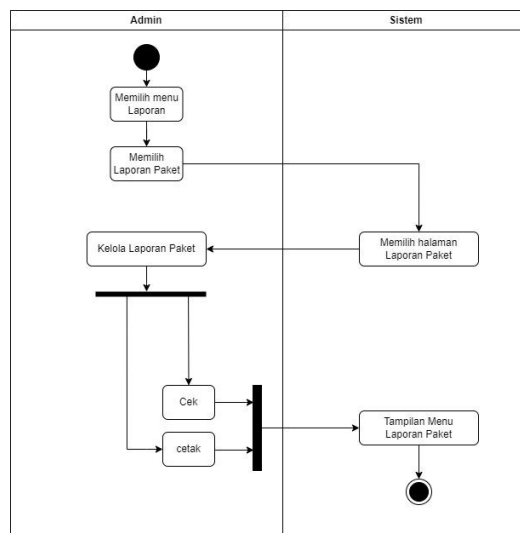 Admin
Sistem
Memilih menu
Laporan
Memilih
Laporan Paket
Memilih halaman
Laporan Paket
Kelola Laporan Paket
Cek
cetak
Tampilan Menu
Laporan Paket